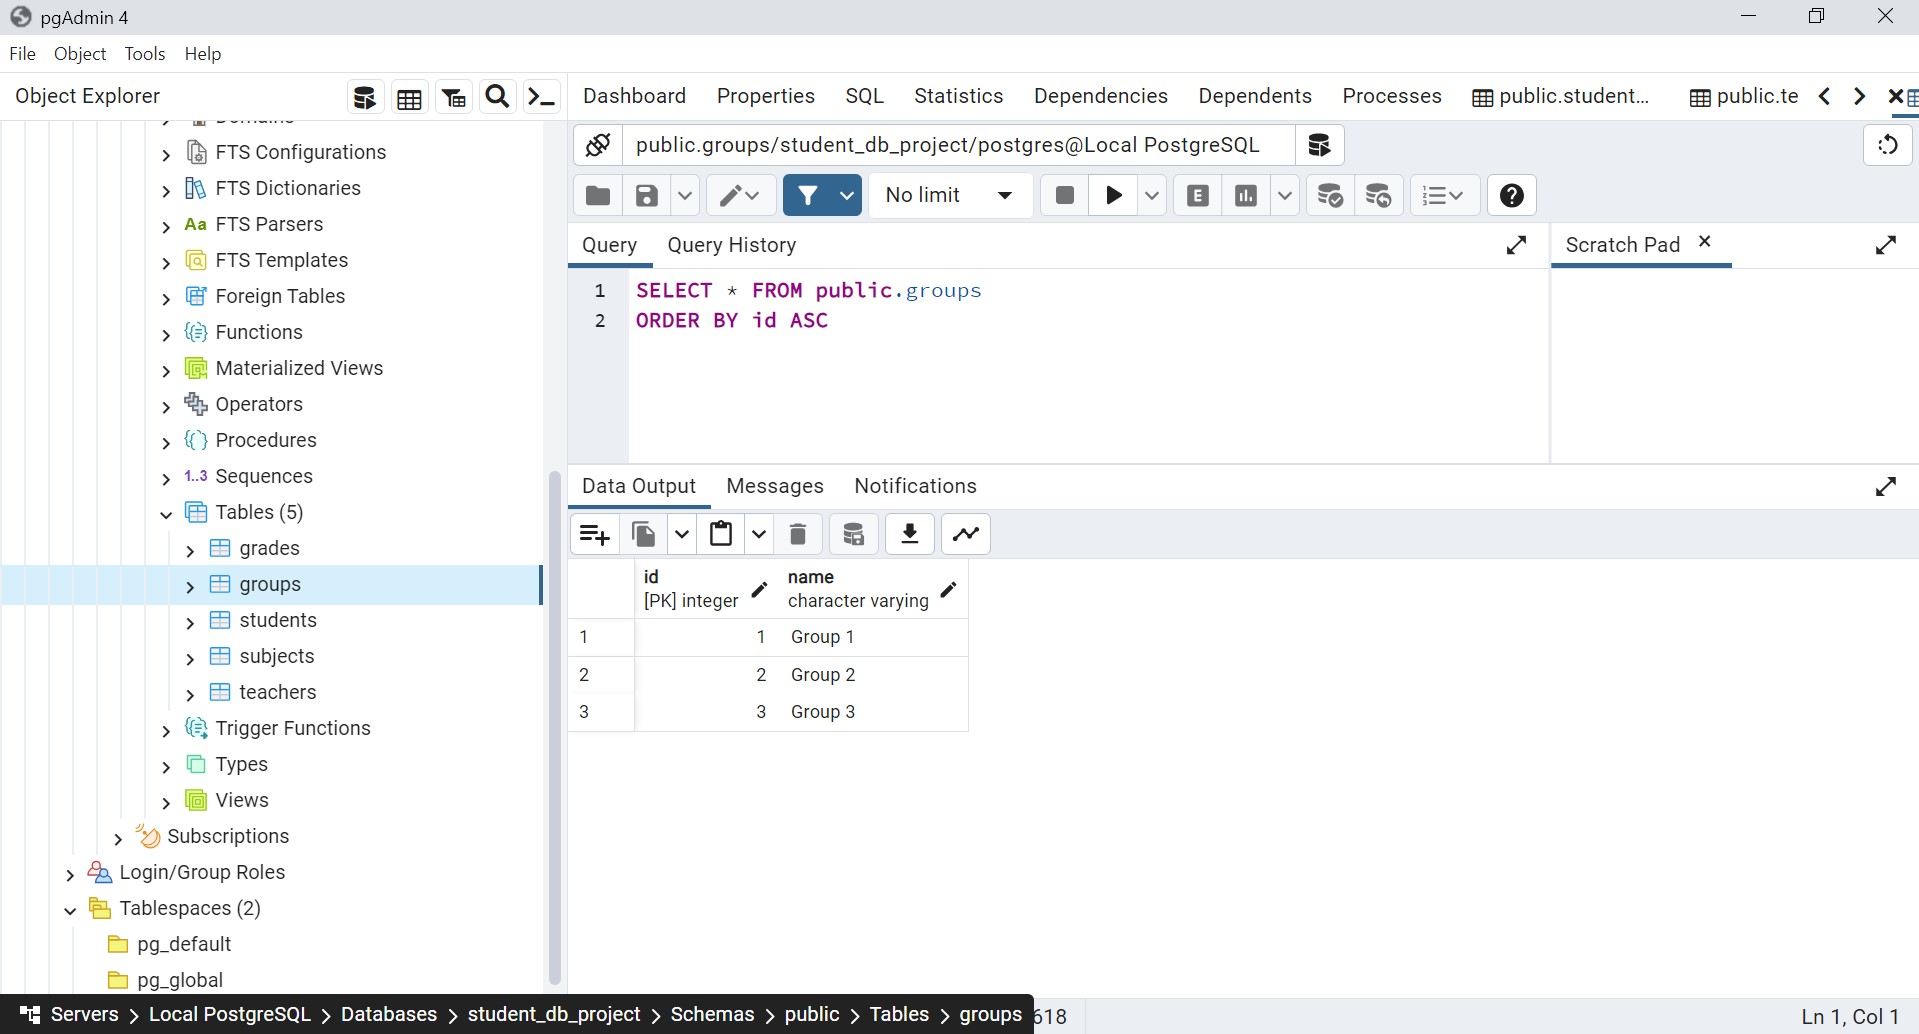 pgAdmin 4
File Object Tools Help
Object Explorer
Dashboard Properties SQL Statistics Dependencies Dependents Processes public.student... public.te
FTS Configurations
FTS Dictionaries
Aa FTS Parsers
FTS Templates
Foreign Tables
Functions
Materialized Views
Operators
Procedures
1..3 Sequences
Tables (5)
grades
groups
students
subjects
teachers
Trigger Functions
Types
Views
Subscriptions
Login/Group Roles
Tablespaces (2)
pg_default
pg_global
public.groups/student_db_project/postgres@Local PostgreSQL
No limit E
Query Query History
Scratch Pad
1 SELECT * FROM public.groups
2 ORDER BY id ASC
Data Output Messages Notifications
id name
[PK] integer character varying
1 1 Group 1
2 2 Group 2
3 3 Group 3
Servers > Local PostgreSQL > Databases > student_db_project > Schemas > public > Tables > groups
Ln 1, Col 1